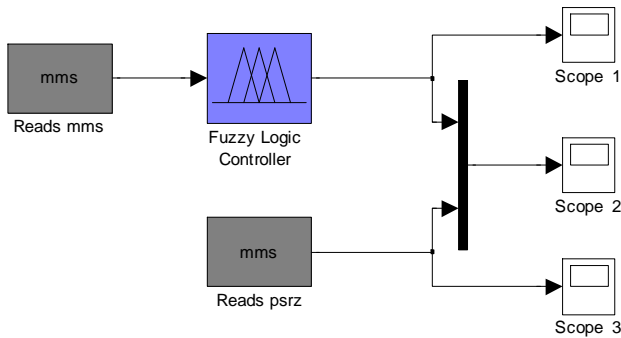 mms
Reads mms
Fuzzy Logic
Controller
mms
Reads psrz
Scope 1
Scope 2
Scope 3